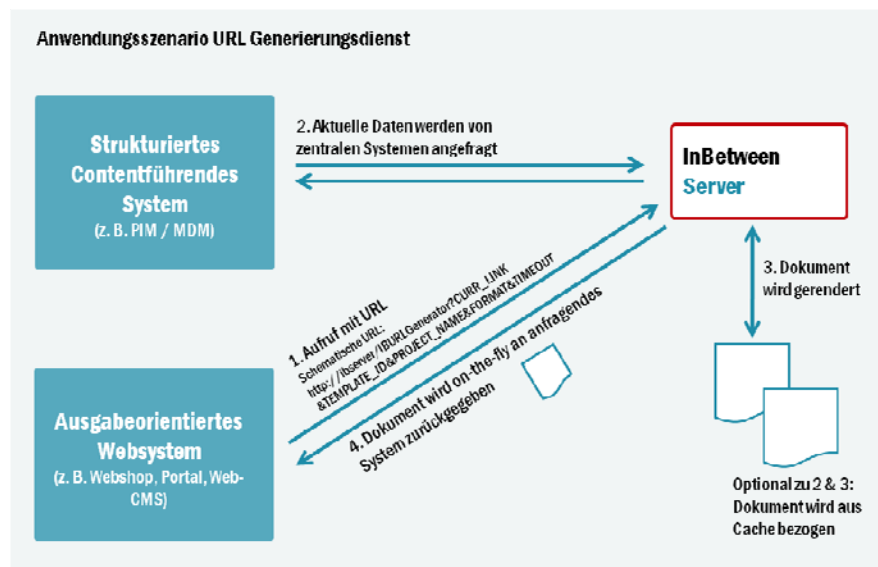 Anwendungsszenario URL Generierungsdienst
Strukturiertes
Contentführendes
System
(z. B. PIM / MDM)
2. Aktuelle Daten werden von
zentralen Systemen angefragt
InBetween
Server
3. Dokument
wird gerendert
1. Aufruf mit URL
Schematische URL:
http://ibserver/IBURLGenerator?CURR_LINK
&TEMPLATE_ID&PROJECT_NAME&FORMAT&TIMEOUT
4. Dokument wird on-the-fly an anfragendes
System zurückgegeben
Ausgabeorientiertes
Websystem
(z. B. Webshop, Portal, Web-
CMS)
Optional zu 2 & 3:
Dokument wird aus
Cache bezogen